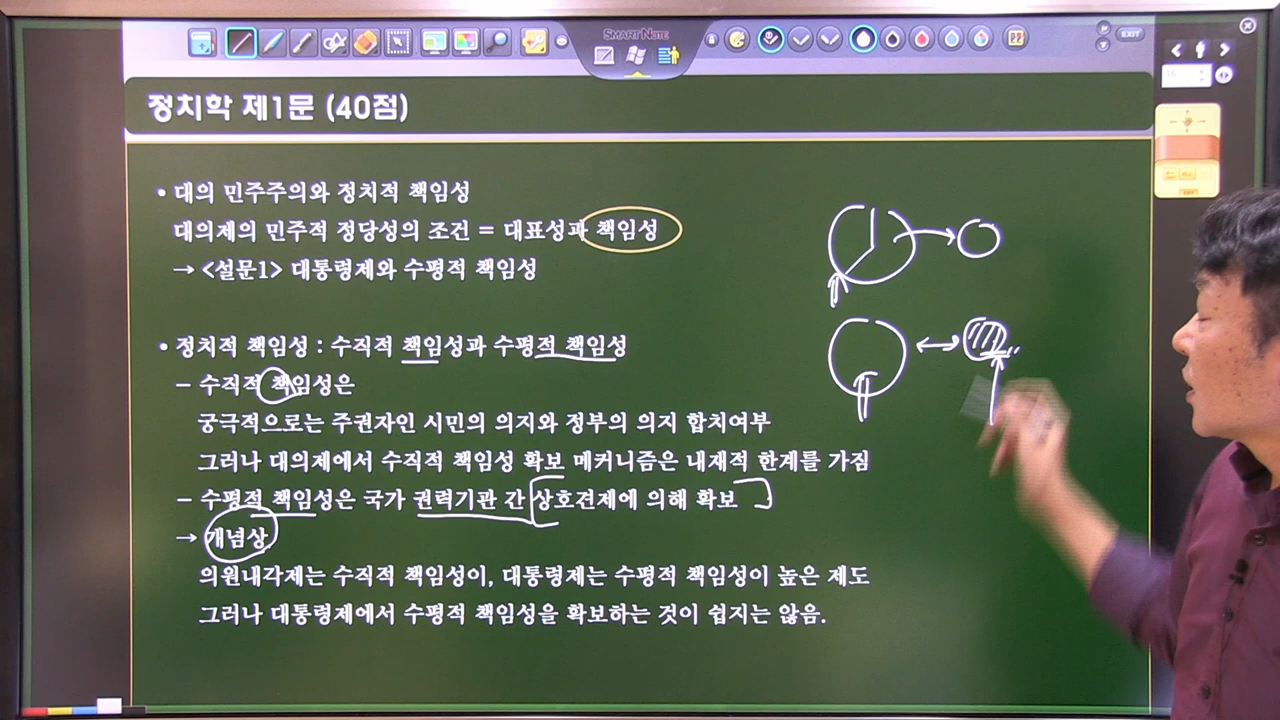 SMARTNOTE
EXIT
16
정치학 제1문 (40점)
• 대의 민주주의와 정치적 책임성
대의제의 민주적 정당성의 조건 = 대표성과 책임성
→ <설문1> 대통령제와 수평적 책임성
• 정치적 책임성 : 수직적 책임성과 수평적 책임성
– 수직적 책임성은
궁극적으로는 주권자인 시민의 의지와 정부의 의지 합치여부
그러나 대의제에서 수직적 책임성 확보 메커니즘은 내재적 한계를 가짐
– 수평적 책임성은 국가 권력기관 간 상호견제에 의해 확보
→ 개념상
의원내각제는 수직적 책임성이, 대통령제는 수평적 책임성이 높은 제도
그러나 대통령제에서 수평적 책임성을 확보하는 것이 쉽지는 않음.